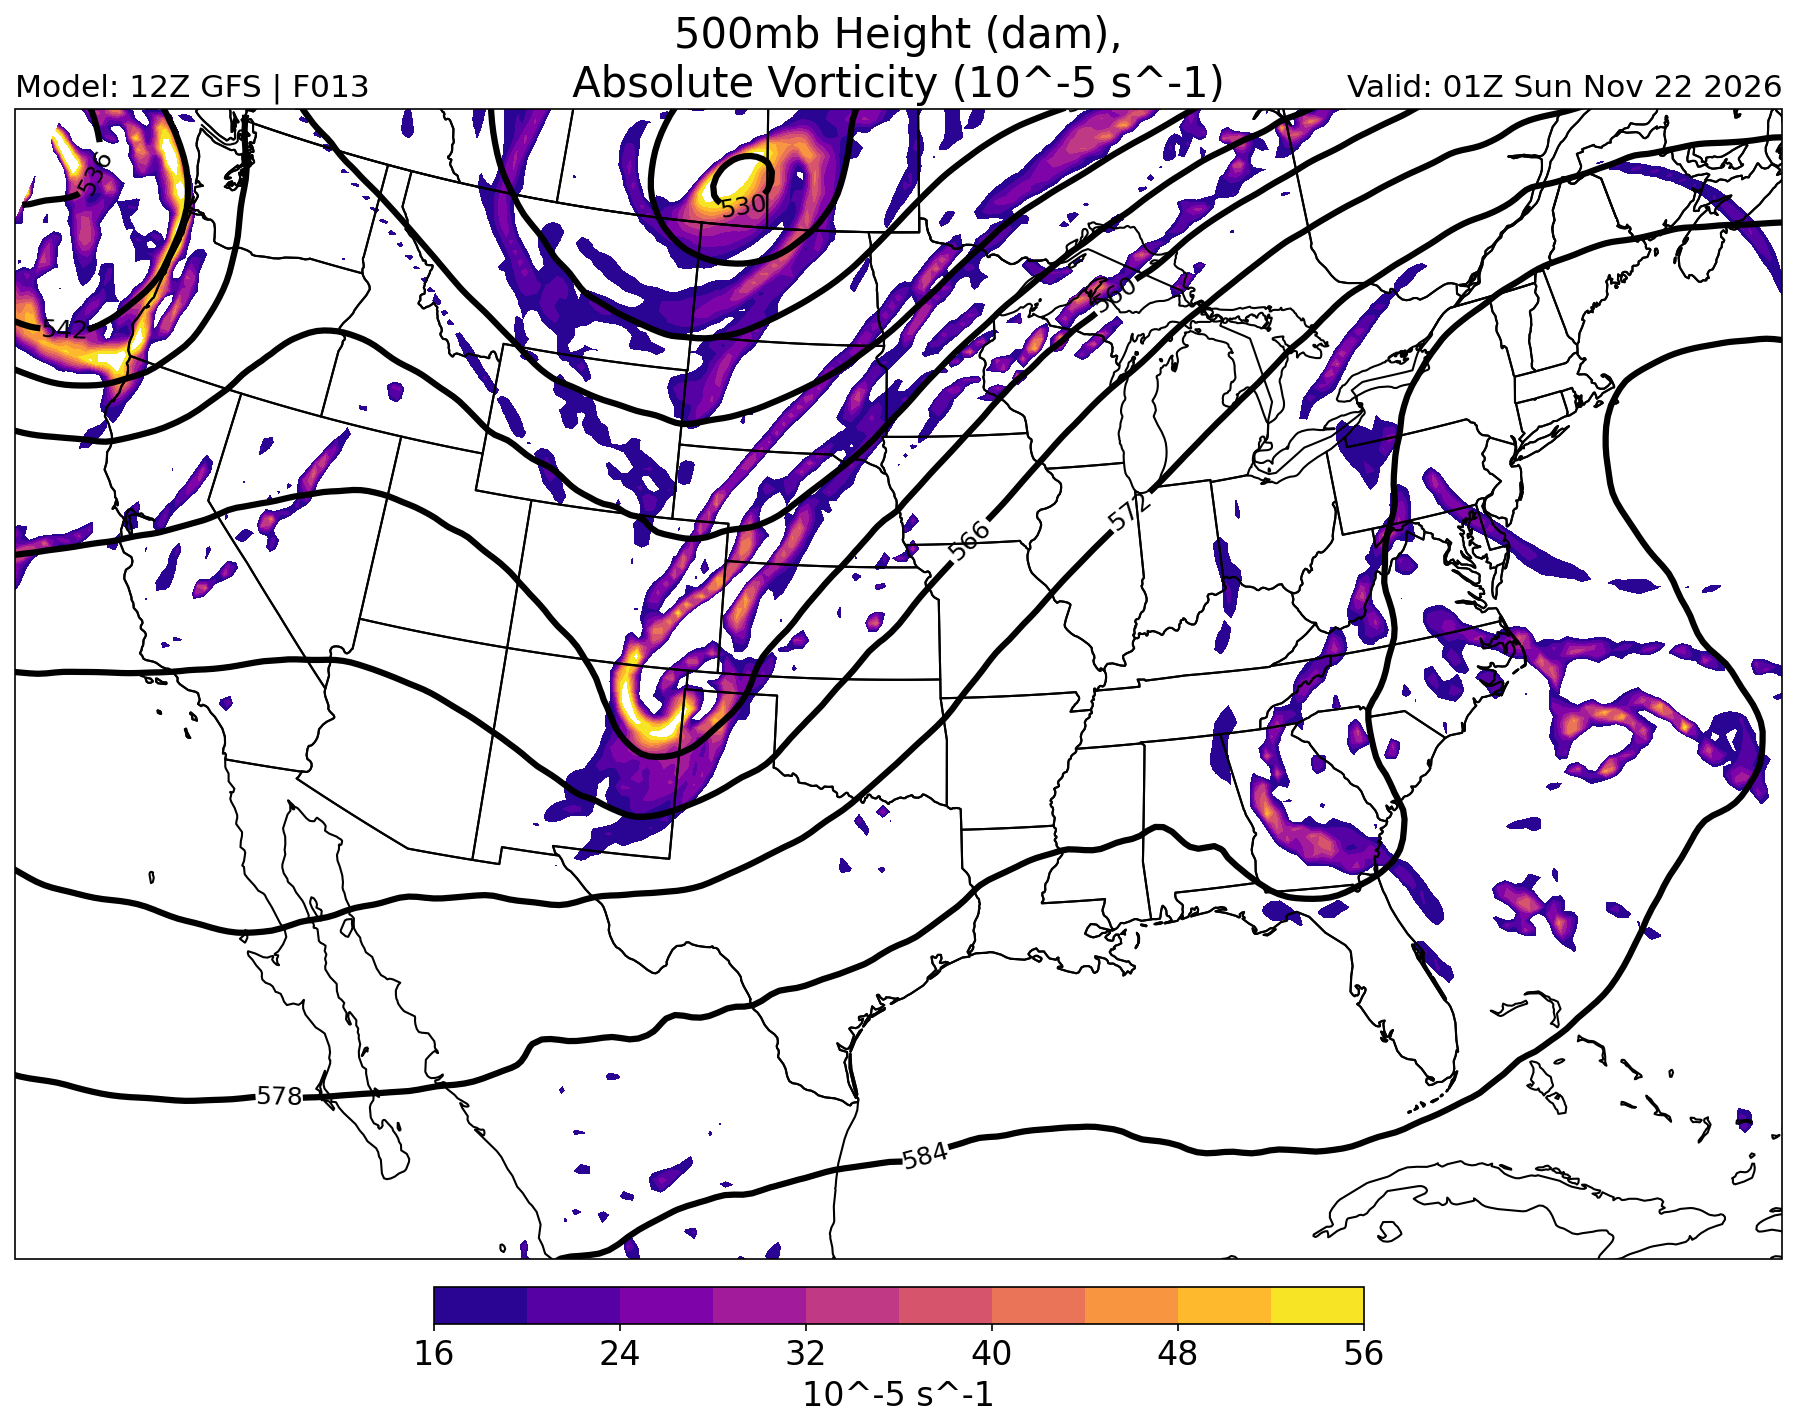 500mb Height (dam),
Model: 12Z GFS | F013
Absolute Vorticity (10^-5 s^-1)
Valid: 01Z Sun Nov 22 2026
536
530
542
560
572
566
578
584
16
24
32
40
48
56
10^-5 s^-1